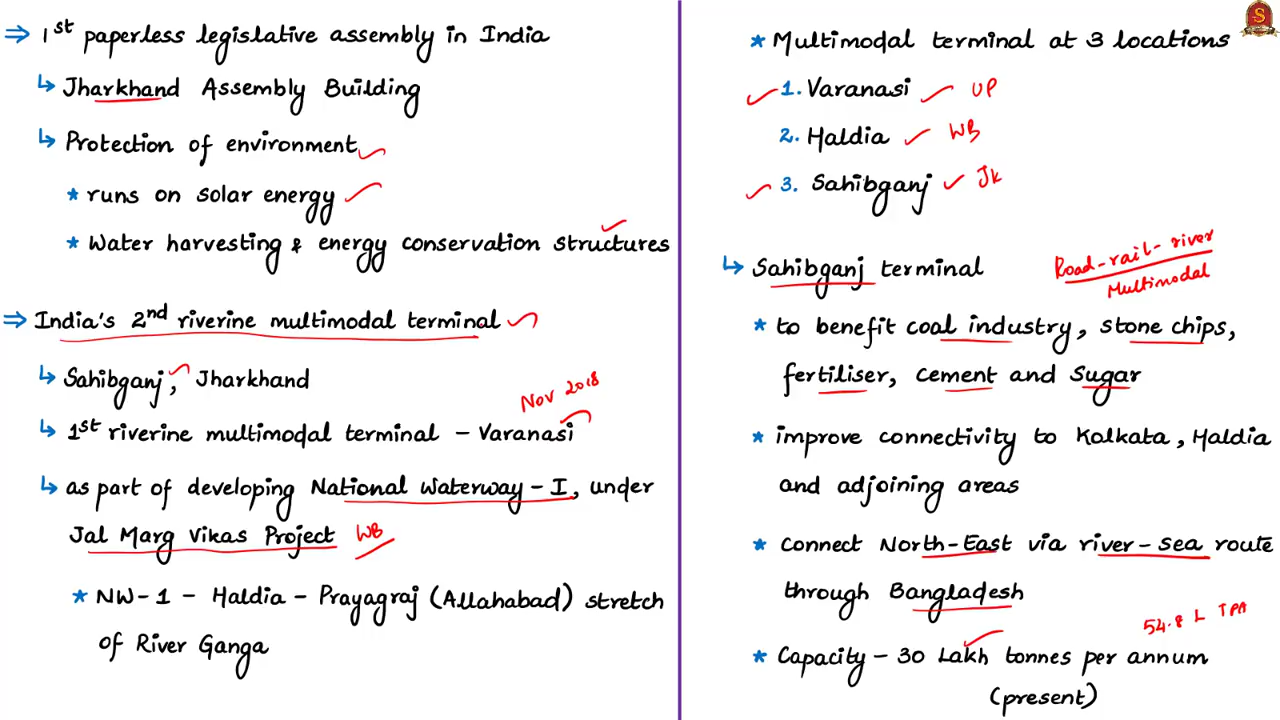 ⇒ 1st paperless legislative assembly in India
↳ Jharkhand Assembly Building
↳ Protection of environment
* runs on solar energy
* Water harvesting & energy conservation structures
⇒ India's 2nd riverine multimodal terminal
↳ Sahibganj, Jharkhand
Nov 2018
↳ 1st riverine multimodal terminal - Varanasi
↳ as part of developing National Waterway - I, under
Jal Marg Vikas Project WB
* NW-1 - Haldia - Prayagraj (Allahabad) stretch
of River Ganga
* Multimodal terminal at 3 locations
1. Varanasi UP
2. Haldia WB
3. Sahibganj Jk
↳ Sahibganj terminal
Road-rail-river
Multimodal
* to benefit coal industry, stone chips,
fertiliser, cement and Sugar
* improve connectivity to Kolkata, Haldia
and adjoining areas
* Connect North-East via river-sea route
through Bangladesh
54.8 L TPA
* Capacity - 30 Lakh tonnes per annum
(present)